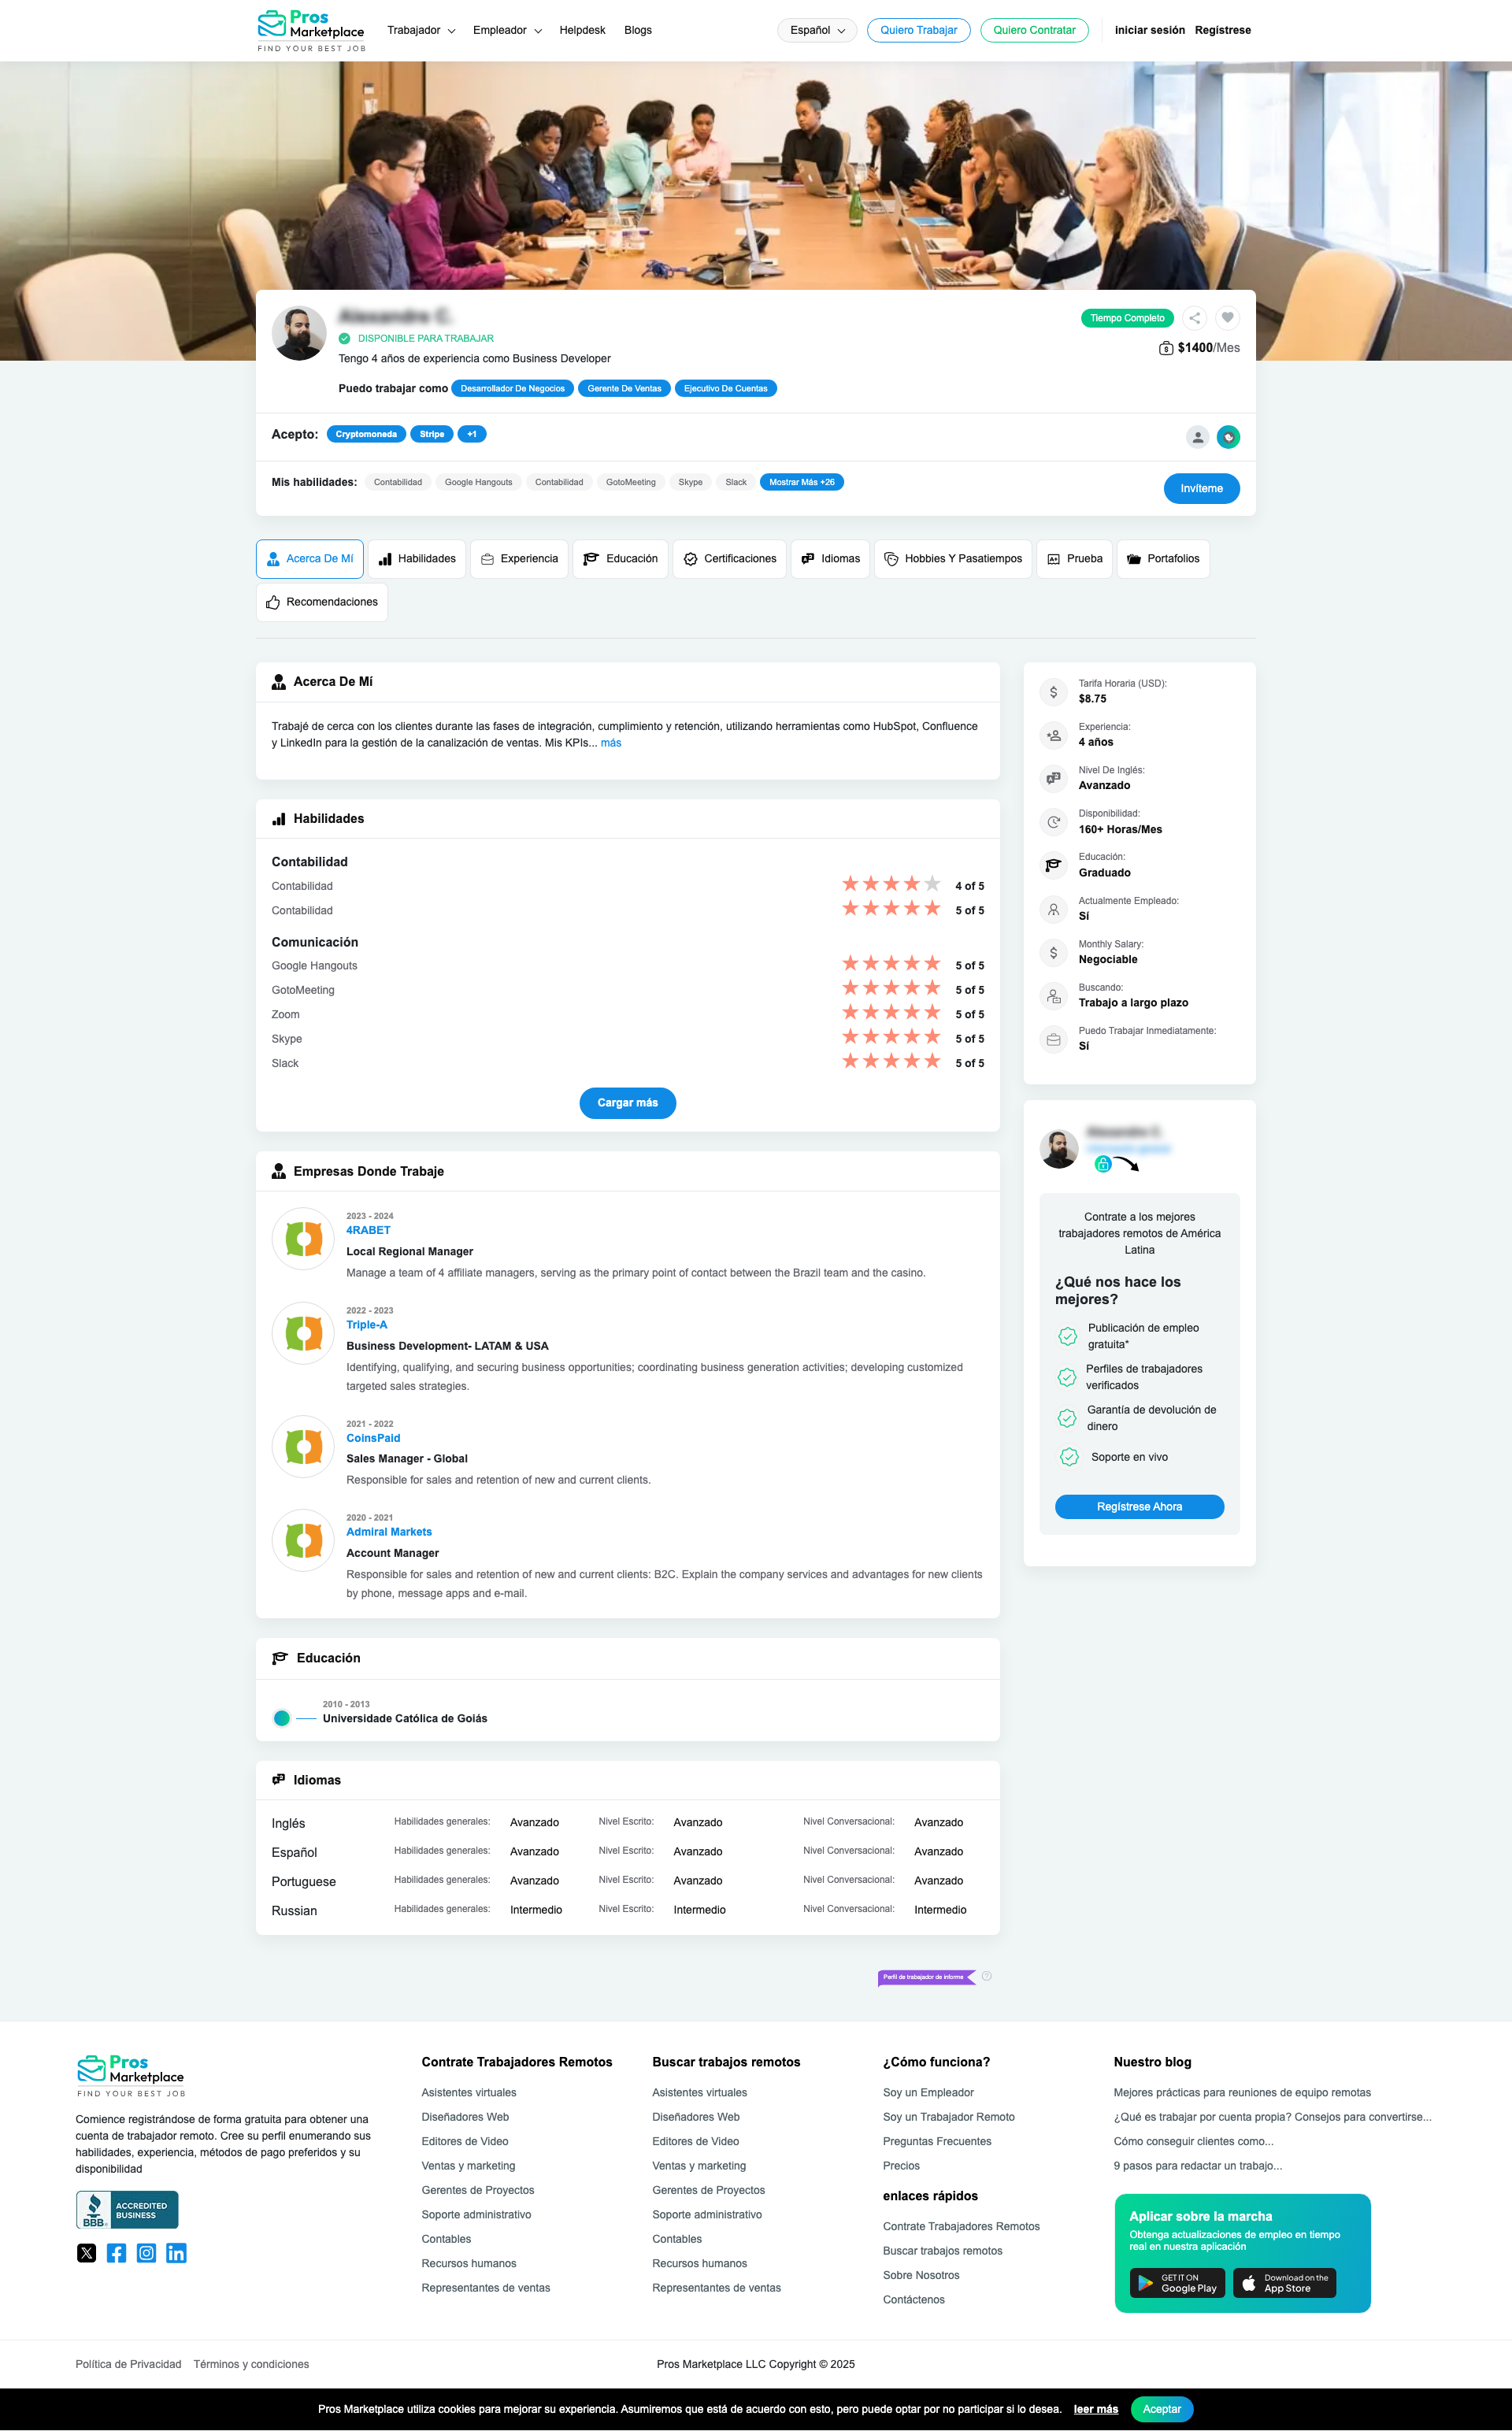 Pros
Marketplace
FIND YOUR BEST JOB
Trabajador
Empleador
Helpdesk
Blogs
Español
Quiero Trabajar
Quiero Contratar
iniciar sesión
Regístrese
Tiempo Completo
DISPONIBLE PARA TRABAJAR
$1400/Mes
Tengo 4 años de experiencia como Business Developer
Puedo trabajar como Desarrollador De Negocios Gerente De Ventas Ejecutivo De Cuentas
Acepto: Cryptomoneda Stripe +1
Mis habilidades: Contabilidad Google Hangouts Contabilidad GotoMeeting Skype Slack Mostrar Más +26
Invíteme
Acerca De Mí
Habilidades
Experiencia
Educación
Certificaciones
Idiomas
Hobbies Y Pasatiempos
Prueba
Portafolios
Recomendaciones
Acerca De Mí
Trabajé de cerca con los clientes durante las fases de integración, cumplimiento y retención, utilizando herramientas como HubSpot, Confluence
y LinkedIn para la gestión de la canalización de ventas. Mis KPIs... más
Habilidades
Contabilidad
Contabilidad 4 of 5
Contabilidad 5 of 5
Comunicación
Google Hangouts 5 of 5
GotoMeeting 5 of 5
Zoom 5 of 5
Skype 5 of 5
Slack 5 of 5
Cargar más
Empresas Donde Trabaje
2023 - 2024
4RABET
Local Regional Manager
Manage a team of 4 affiliate managers, serving as the primary point of contact between the Brazil team and the casino.
2022 - 2023
Triple-A
Business Development- LATAM & USA
Identifying, qualifying, and securing business opportunities; coordinating business generation activities; developing customized
targeted sales strategies.
2021 - 2022
CoinsPaid
Sales Manager - Global
Responsible for sales and retention of new and current clients.
2020 - 2021
Admiral Markets
Account Manager
Responsible for sales and retention of new and current clients: B2C. Explain the company services and advantages for new clients
by phone, message apps and e-mail.
Educación
2010 - 2013
Universidade Católica de Goiás
Idiomas
Inglés Habilidades generales: Avanzado Nivel Escrito: Avanzado Nivel Conversacional: Avanzado
Español Habilidades generales: Avanzado Nivel Escrito: Avanzado Nivel Conversacional: Avanzado
Portuguese Habilidades generales: Avanzado Nivel Escrito: Avanzado Nivel Conversacional: Avanzado
Russian Habilidades generales: Intermedio Nivel Escrito: Intermedio Nivel Conversacional: Intermedio
Perfil de trabajador de informe
Tarifa Horaria (USD):
$8.75
Experiencia:
4 años
Nivel De Inglés:
Avanzado
Disponibilidad:
160+ Horas/Mes
Educación:
Graduado
Actualmente Empleado:
Sí
Monthly Salary:
Negociable
Buscando:
Trabajo a largo plazo
Puedo Trabajar Inmediatamente:
Sí
Contrate a los mejores
trabajadores remotos de América
Latina
¿Qué nos hace los
mejores?
Publicación de empleo
gratuita*
Perfiles de trabajadores
verificados
Garantía de devolución de
dinero
Soporte en vivo
Regístrese Ahora
Pros
Marketplace
FIND YOUR BEST JOB
Comience registrándose de forma gratuita para obtener una
cuenta de trabajador remoto. Cree su perfil enumerando sus
habilidades, experiencia, métodos de pago preferidos y su
disponibilidad
BBB
ACCREDITED
BUSINESS
Contrate Trabajadores Remotos
Asistentes virtuales
Diseñadores Web
Editores de Video
Ventas y marketing
Gerentes de Proyectos
Soporte administrativo
Contables
Recursos humanos
Representantes de ventas
Buscar trabajos remotos
Asistentes virtuales
Diseñadores Web
Editores de Video
Ventas y marketing
Gerentes de Proyectos
Soporte administrativo
Contables
Recursos humanos
Representantes de ventas
¿Cómo funciona?
Soy un Empleador
Soy un Trabajador Remoto
Preguntas Frecuentes
Precios
enlaces rápidos
Contrate Trabajadores Remotos
Buscar trabajos remotos
Sobre Nosotros
Contáctenos
Nuestro blog
Mejores prácticas para reuniones de equipo remotas
¿Qué es trabajar por cuenta propia? Consejos para convertirse...
Cómo conseguir clientes como...
9 pasos para redactar un trabajo...
Aplicar sobre la marcha
Obtenga actualizaciones de empleo en tiempo
real en nuestra aplicación
GET IT ON
Google Play
Download on the
App Store
Política de Privacidad
Términos y condiciones
Pros Marketplace LLC Copyright © 2025
Pros Marketplace utiliza cookies para mejorar su experiencia. Asumiremos que está de acuerdo con esto, pero puede optar por no participar si lo desea. leer más Aceptar